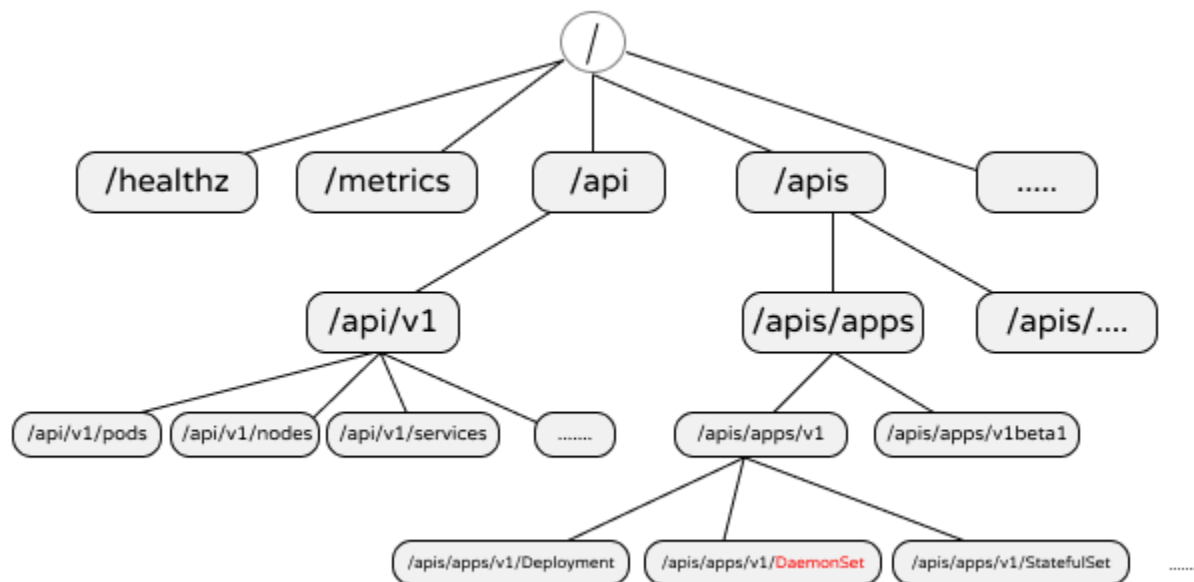 /
/healthz
/metrics
/api
/apis
.....
/api/v1
/apis/apps
/apis/....
/api/v1/pods
/api/v1/nodes
/api/v1/services
.......
/apis/apps/v1
/apis/apps/v1beta1
/apis/apps/v1/Deployment
/apis/apps/v1/DaemonSet
/apis/apps/v1/StatefulSet
......